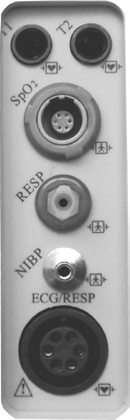 T1
T2
SpO2
RESP
NIBP
ECG/RESP